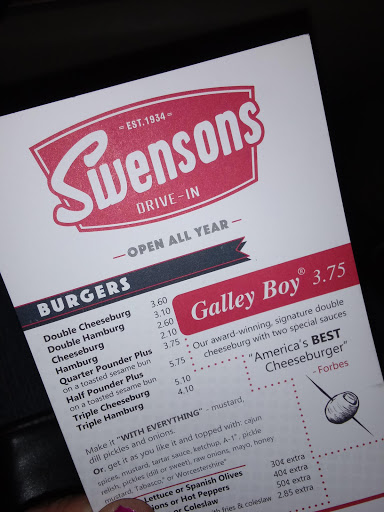 - EST.1934 -
Swensons
DRIVE-IN
OPEN ALL YEAR
BURGERS
Double Cheeseburg 3.60
Double Hamburg 3.10
Cheeseburg 2.60
Hamburg 2.10
Quarter Pounder Plus 3.75
on a toasted sesame bun
Half Pounder Plus 5.75
on a toasted sesame bun
Triple Cheeseburg 5.10
Triple Hamburg 4.10
Galley Boy® 3.75
Our award-winning, signature double
cheeseburg with two special sauces
"America's BEST
Cheeseburger"
- Forbes
Make it "WITH EVERYTHING" - mustard,
dill pickles and onions.
Or, get it as you like it and topped with: cajun
spices, mustard, tartar sauce, ketchup, A-1®, pickle
relish, pickles (dill or sweet), raw onions, mayo, honey
mustard, Tabasco® or Worcestershire®
Lettuce or Spanish Olives 30¢ extra
or Hot Peppers 40¢ extra
or Coleslaw 50¢ extra
with fries & coleslaw 2.85 extra